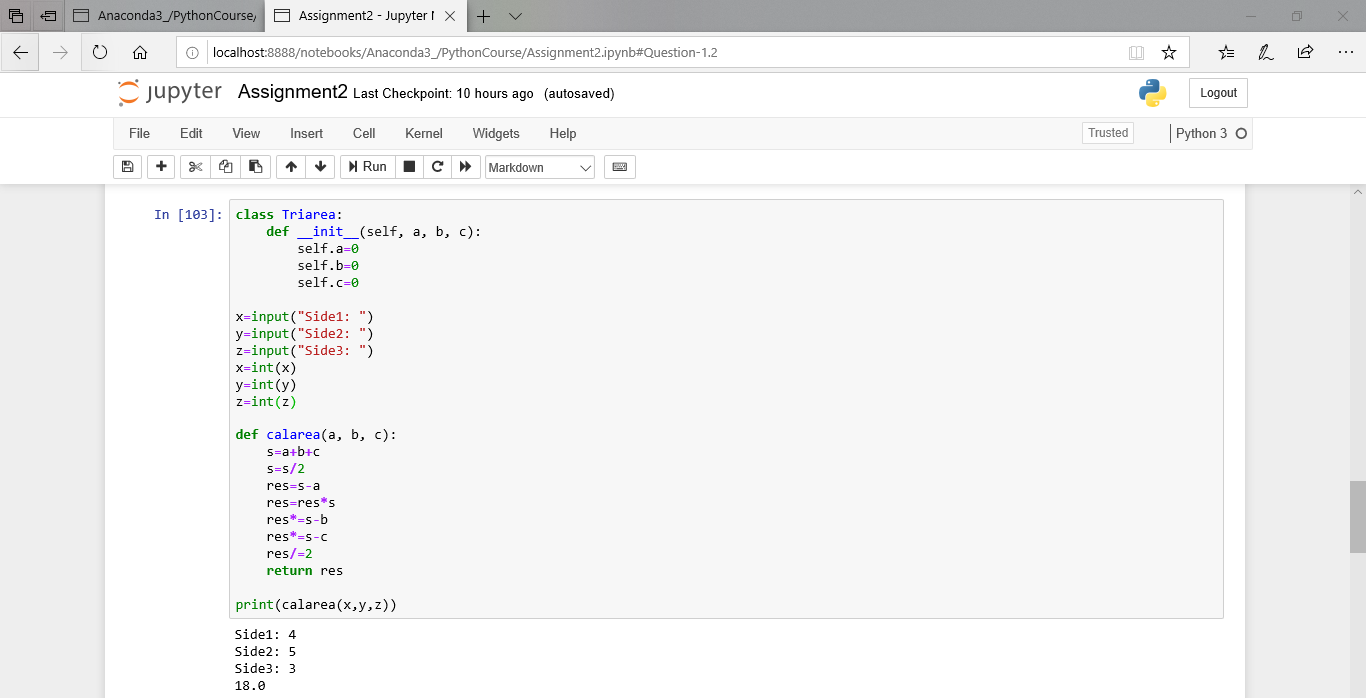 Anaconda3_/PythonCourse/
Assignment2 - Jupyter
localhost:8888/notebooks/Anaconda3_/PythonCourse/Assignment2.ipynb#Question-1.2
jupyter Assignment2 Last Checkpoint: 10 hours ago (autosaved)
Logout
File Edit View Insert Cell Kernel Widgets Help
Trusted
Python 3
Run
Markdown
In [103]:
class Triarea:
    def __init__(self, a, b, c):
        self.a=0
        self.b=0
        self.c=0
x=input("Side1: ")
y=input("Side2: ")
z=input("Side3: ")
x=int(x)
y=int(y)
z=int(z)
def calarea(a, b, c):
    s=a+b+c
    s=s/2
    res=s-a
    res=res*s
    res*=s-b
    res*=s-c
    res/=2
    return res
print(calarea(x,y,z))
Side1: 4
Side2: 5
Side3: 3
18.0